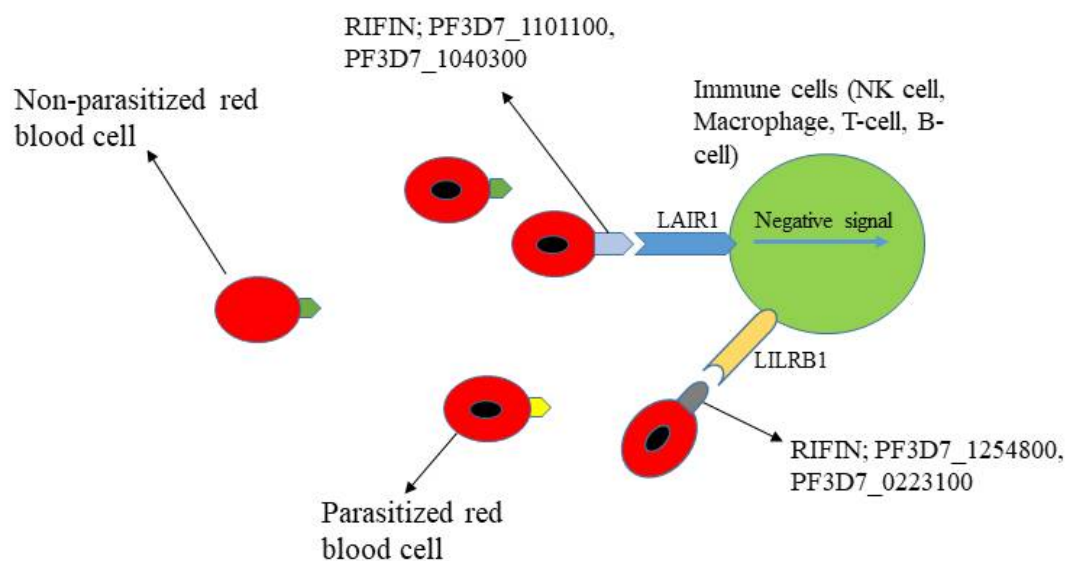 RIFIN; PF3D7_1101100,
PF3D7_1040300
Non-parasitized red
blood cell
Immune cells (NK cell,
Macrophage, T-cell, B-
cell)
LAIR1
Negative signal
LILRB1
RIFIN; PF3D7_1254800,
PF3D7_0223100
Parasitized red
blood cell